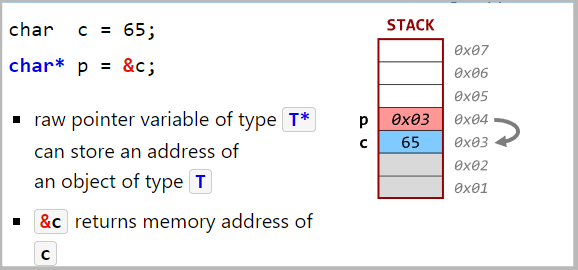 char  c = 65;
char* p = &c;
▪ raw pointer variable of type T*
can store an address of
an object of type T
▪ &c returns memory address of
c
STACK
0x07
0x06
0x05
p 0x03 0x04
c 65 0x03
0x02
0x01